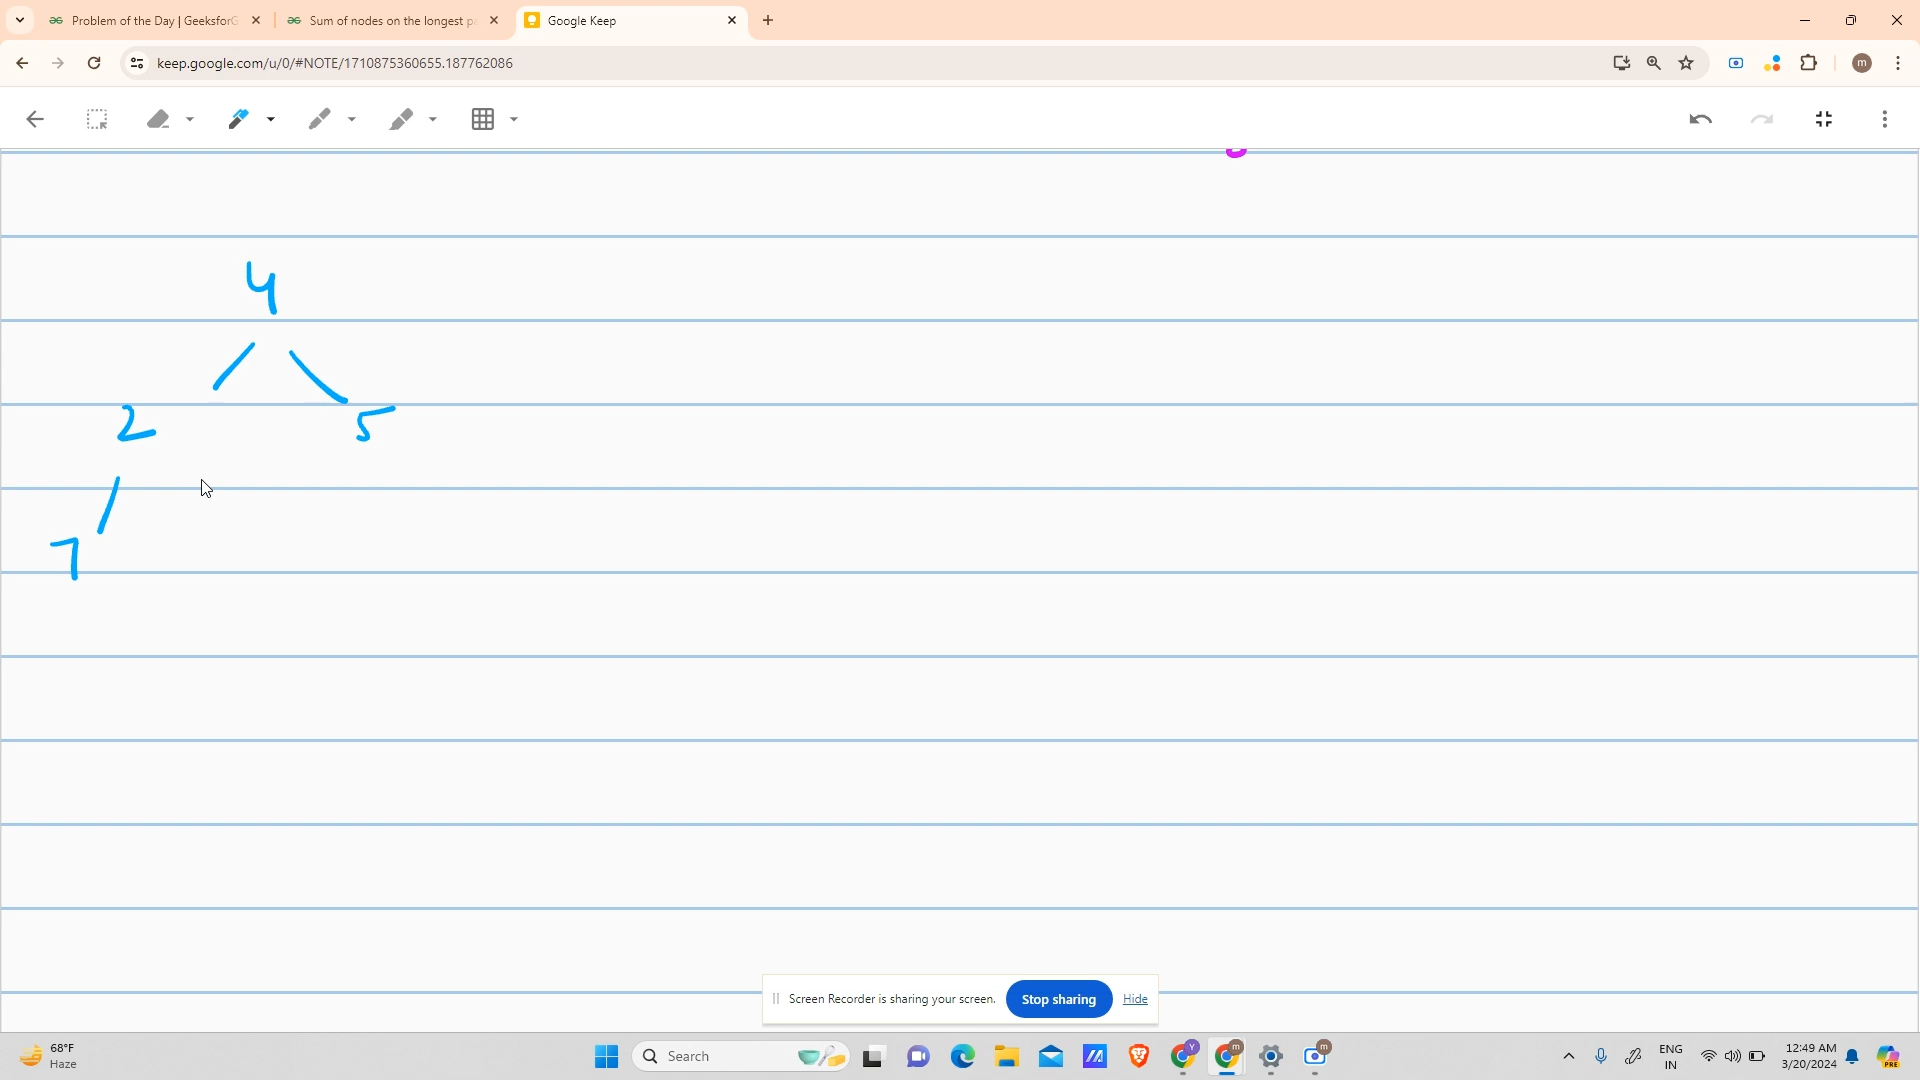 Problem of the Day | GeeksforG
Sum of nodes on the longest p
Google Keep
keep.google.com/u/0/#NOTE/1710875360655.187762086
m
4
2 5
7
Screen Recorder is sharing your screen. Stop sharing Hide
68°F
Haze
Search
Y
m
m
ENG
IN
12:49 AM
3/20/2024
PRE